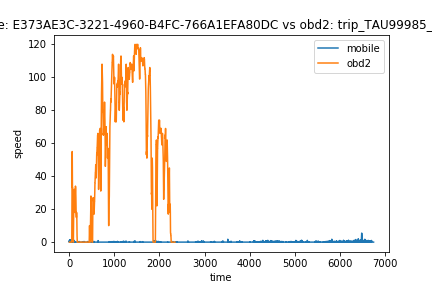 e: E373AE3C-3221-4960-B4FC-766A1EFA80DC vs obd2: trip_TAU99985_
mobile
obd2
120
100
80
60
40
20
0
speed
0 1000 2000 3000 4000 5000 6000 7000
time